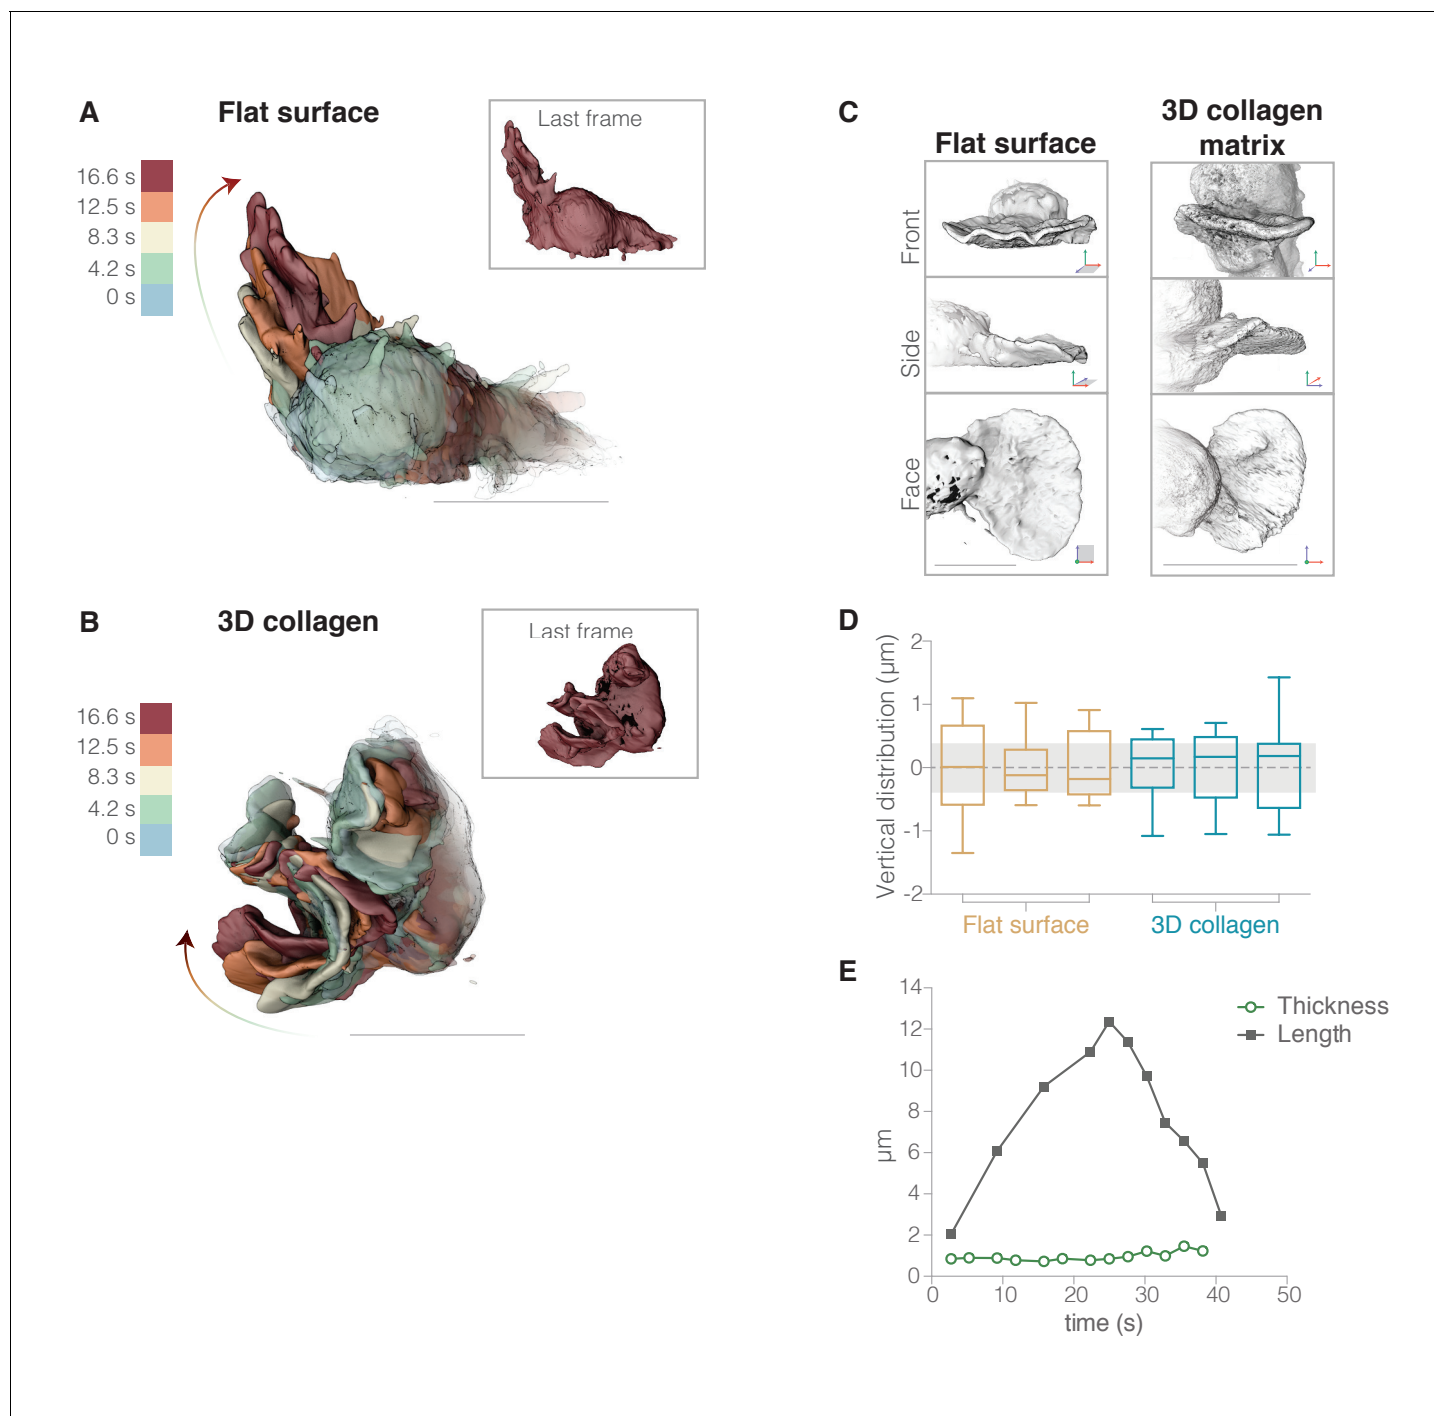 A
Flat surface
Last frame
16.6 s
12.5 s
8.3 s
4.2 s
0 s
B
3D collagen
Last frame
16.6 s
12.5 s
8.3 s
4.2 s
0 s
C
Flat surface
3D collagen
matrix
Front
Side
Face
D
Vertical distribution (µm)
2
1
0
-1
-2
Flat surface
3D collagen
E
µm
14
12
10
8
6
4
2
0
0
10
20
30
40
50
time (s)
Thickness
Length